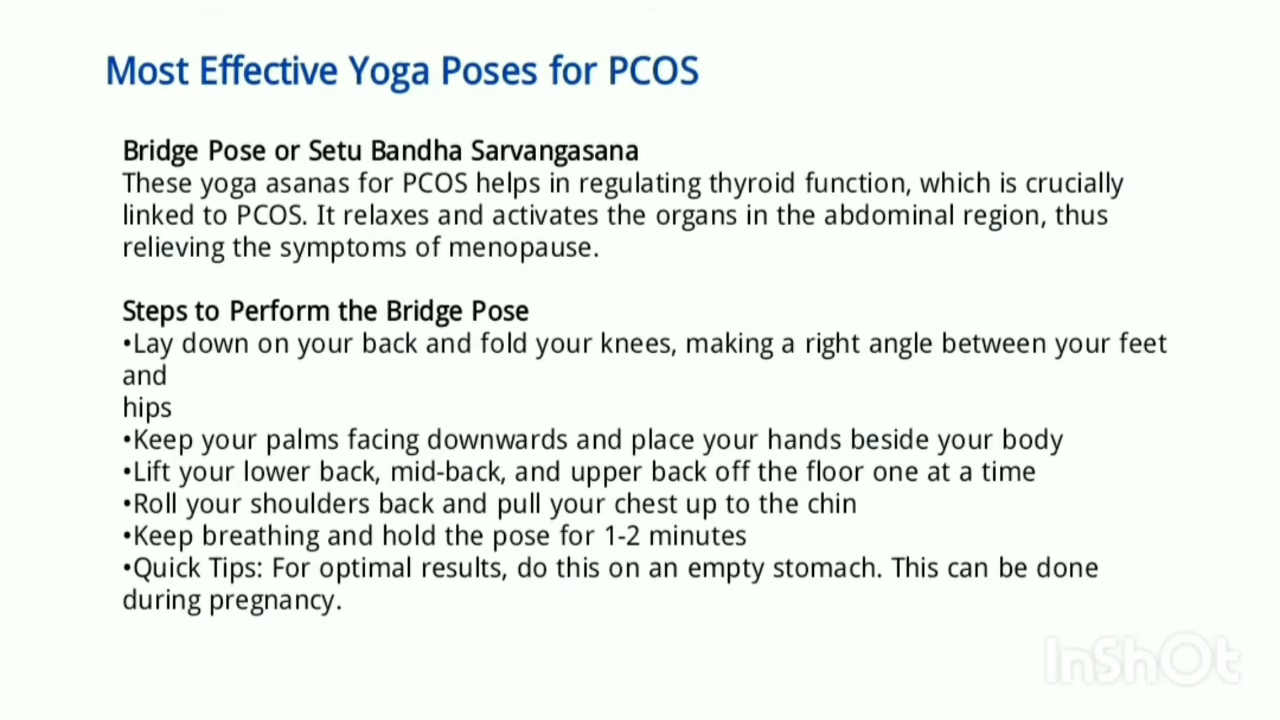 Most Effective Yoga Poses for PCOS
Bridge Pose or Setu Bandha Sarvangasana
These yoga asanas for PCOS helps in regulating thyroid function, which is crucially
linked to PCOS. It relaxes and activates the organs in the abdominal region, thus
relieving the symptoms of menopause.
Steps to Perform the Bridge Pose
•Lay down on your back and fold your knees, making a right angle between your feet
and
hips
•Keep your palms facing downwards and place your hands beside your body
•Lift your lower back, mid-back, and upper back off the floor one at a time
•Roll your shoulders back and pull your chest up to the chin
•Keep breathing and hold the pose for 1-2 minutes
•Quick Tips: For optimal results, do this on an empty stomach. This can be done
during pregnancy.
InShOt